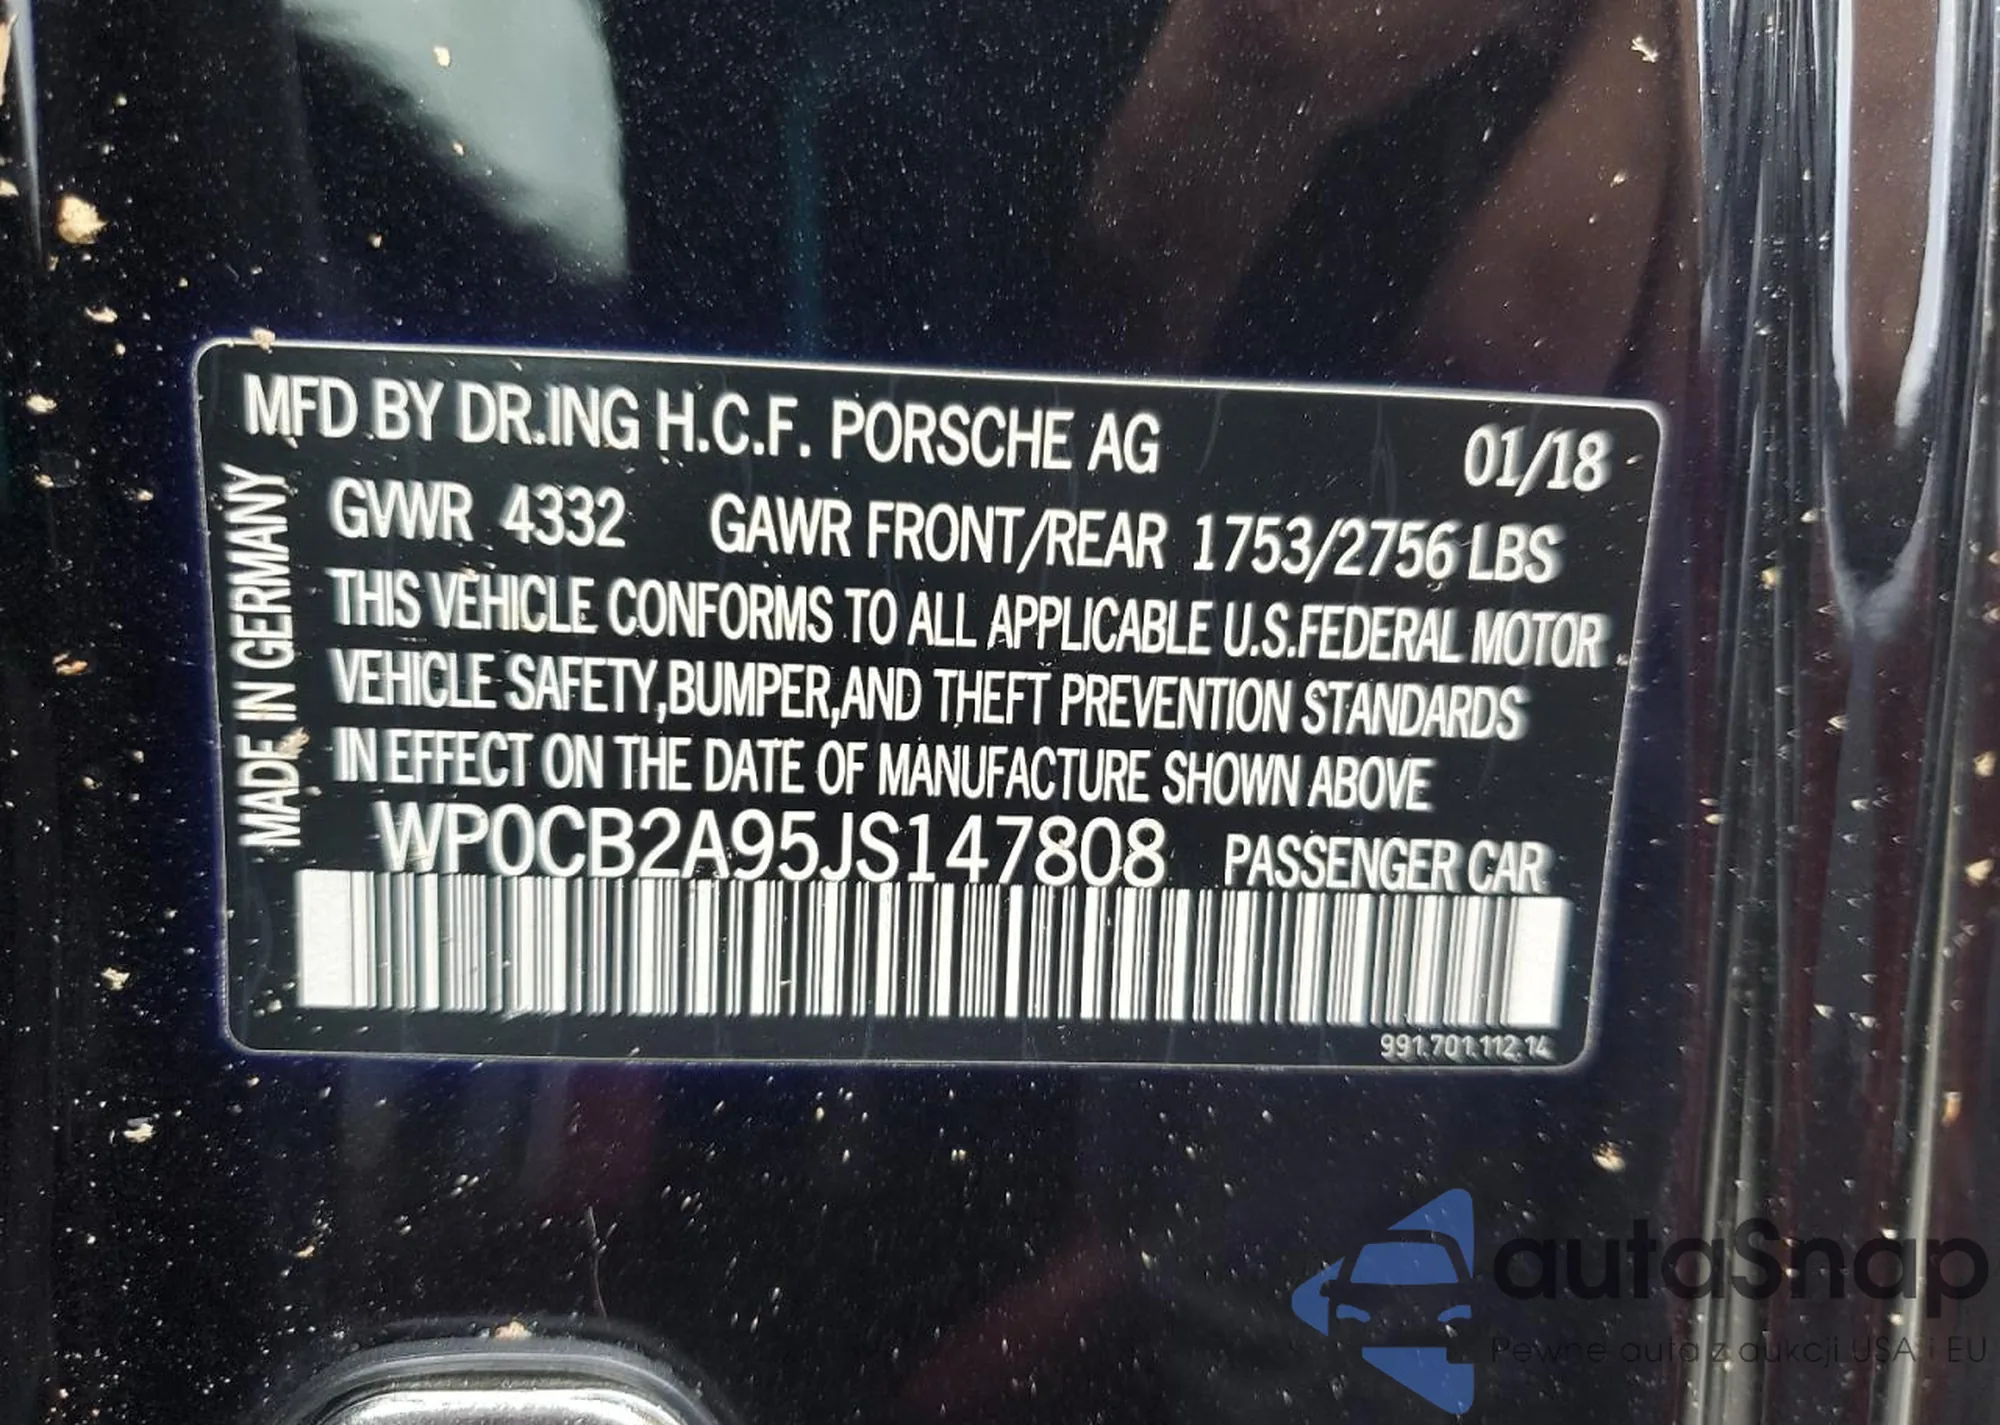 MFD BY DR.ING H.C.F. PORSCHE AG 01/18
GVWR 4332 GAWR FRONT/REAR 1753/2756 LBS
THIS VEHICLE CONFORMS TO ALL APPLICABLE U.S.FEDERAL MOTOR
VEHICLE SAFETY,BUMPER,AND THEFT PREVENTION STANDARDS
IN EFFECT ON THE DATE OF MANUFACTURE SHOWN ABOVE
WP0CB2A95JS147808 PASSENGER CAR
991.701.112.14
MADE IN GERMANY
autaSnap
Pewne auta z aukcji USA i EU